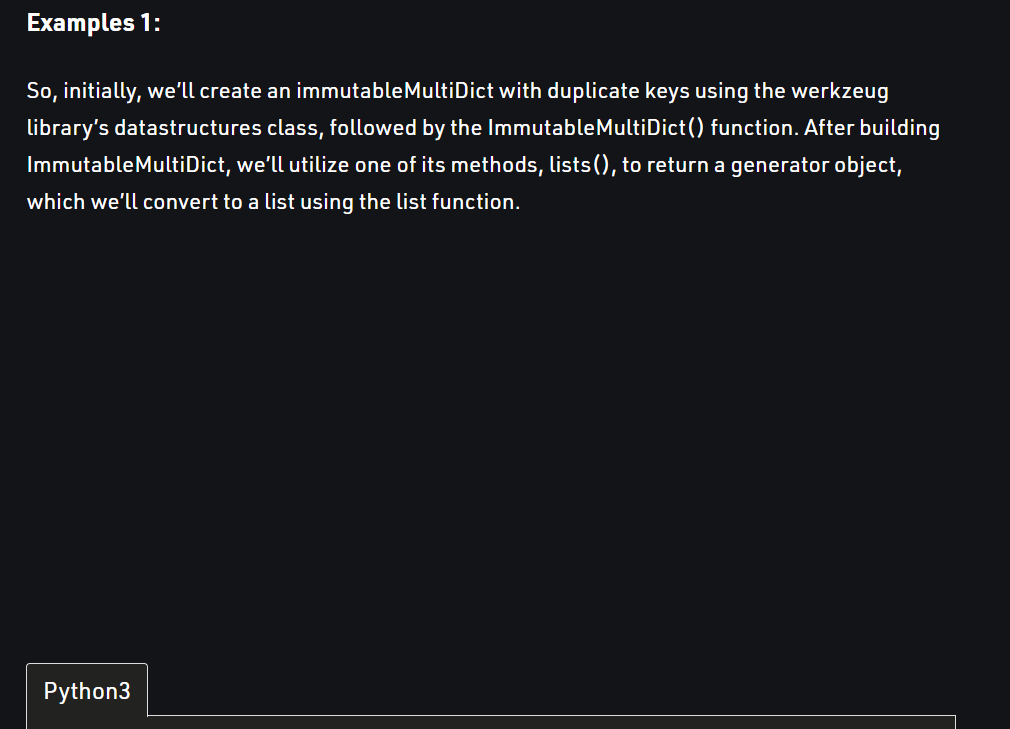 Examples 1:
So, initially, we’ll create an immutableMultiDict with duplicate keys using the werkzeug
library’s datastructures class, followed by the ImmutableMultiDict() function. After building
ImmutableMultiDict, we’ll utilize one of its methods, lists(), to return a generator object,
which we’ll convert to a list using the list function.
Python3